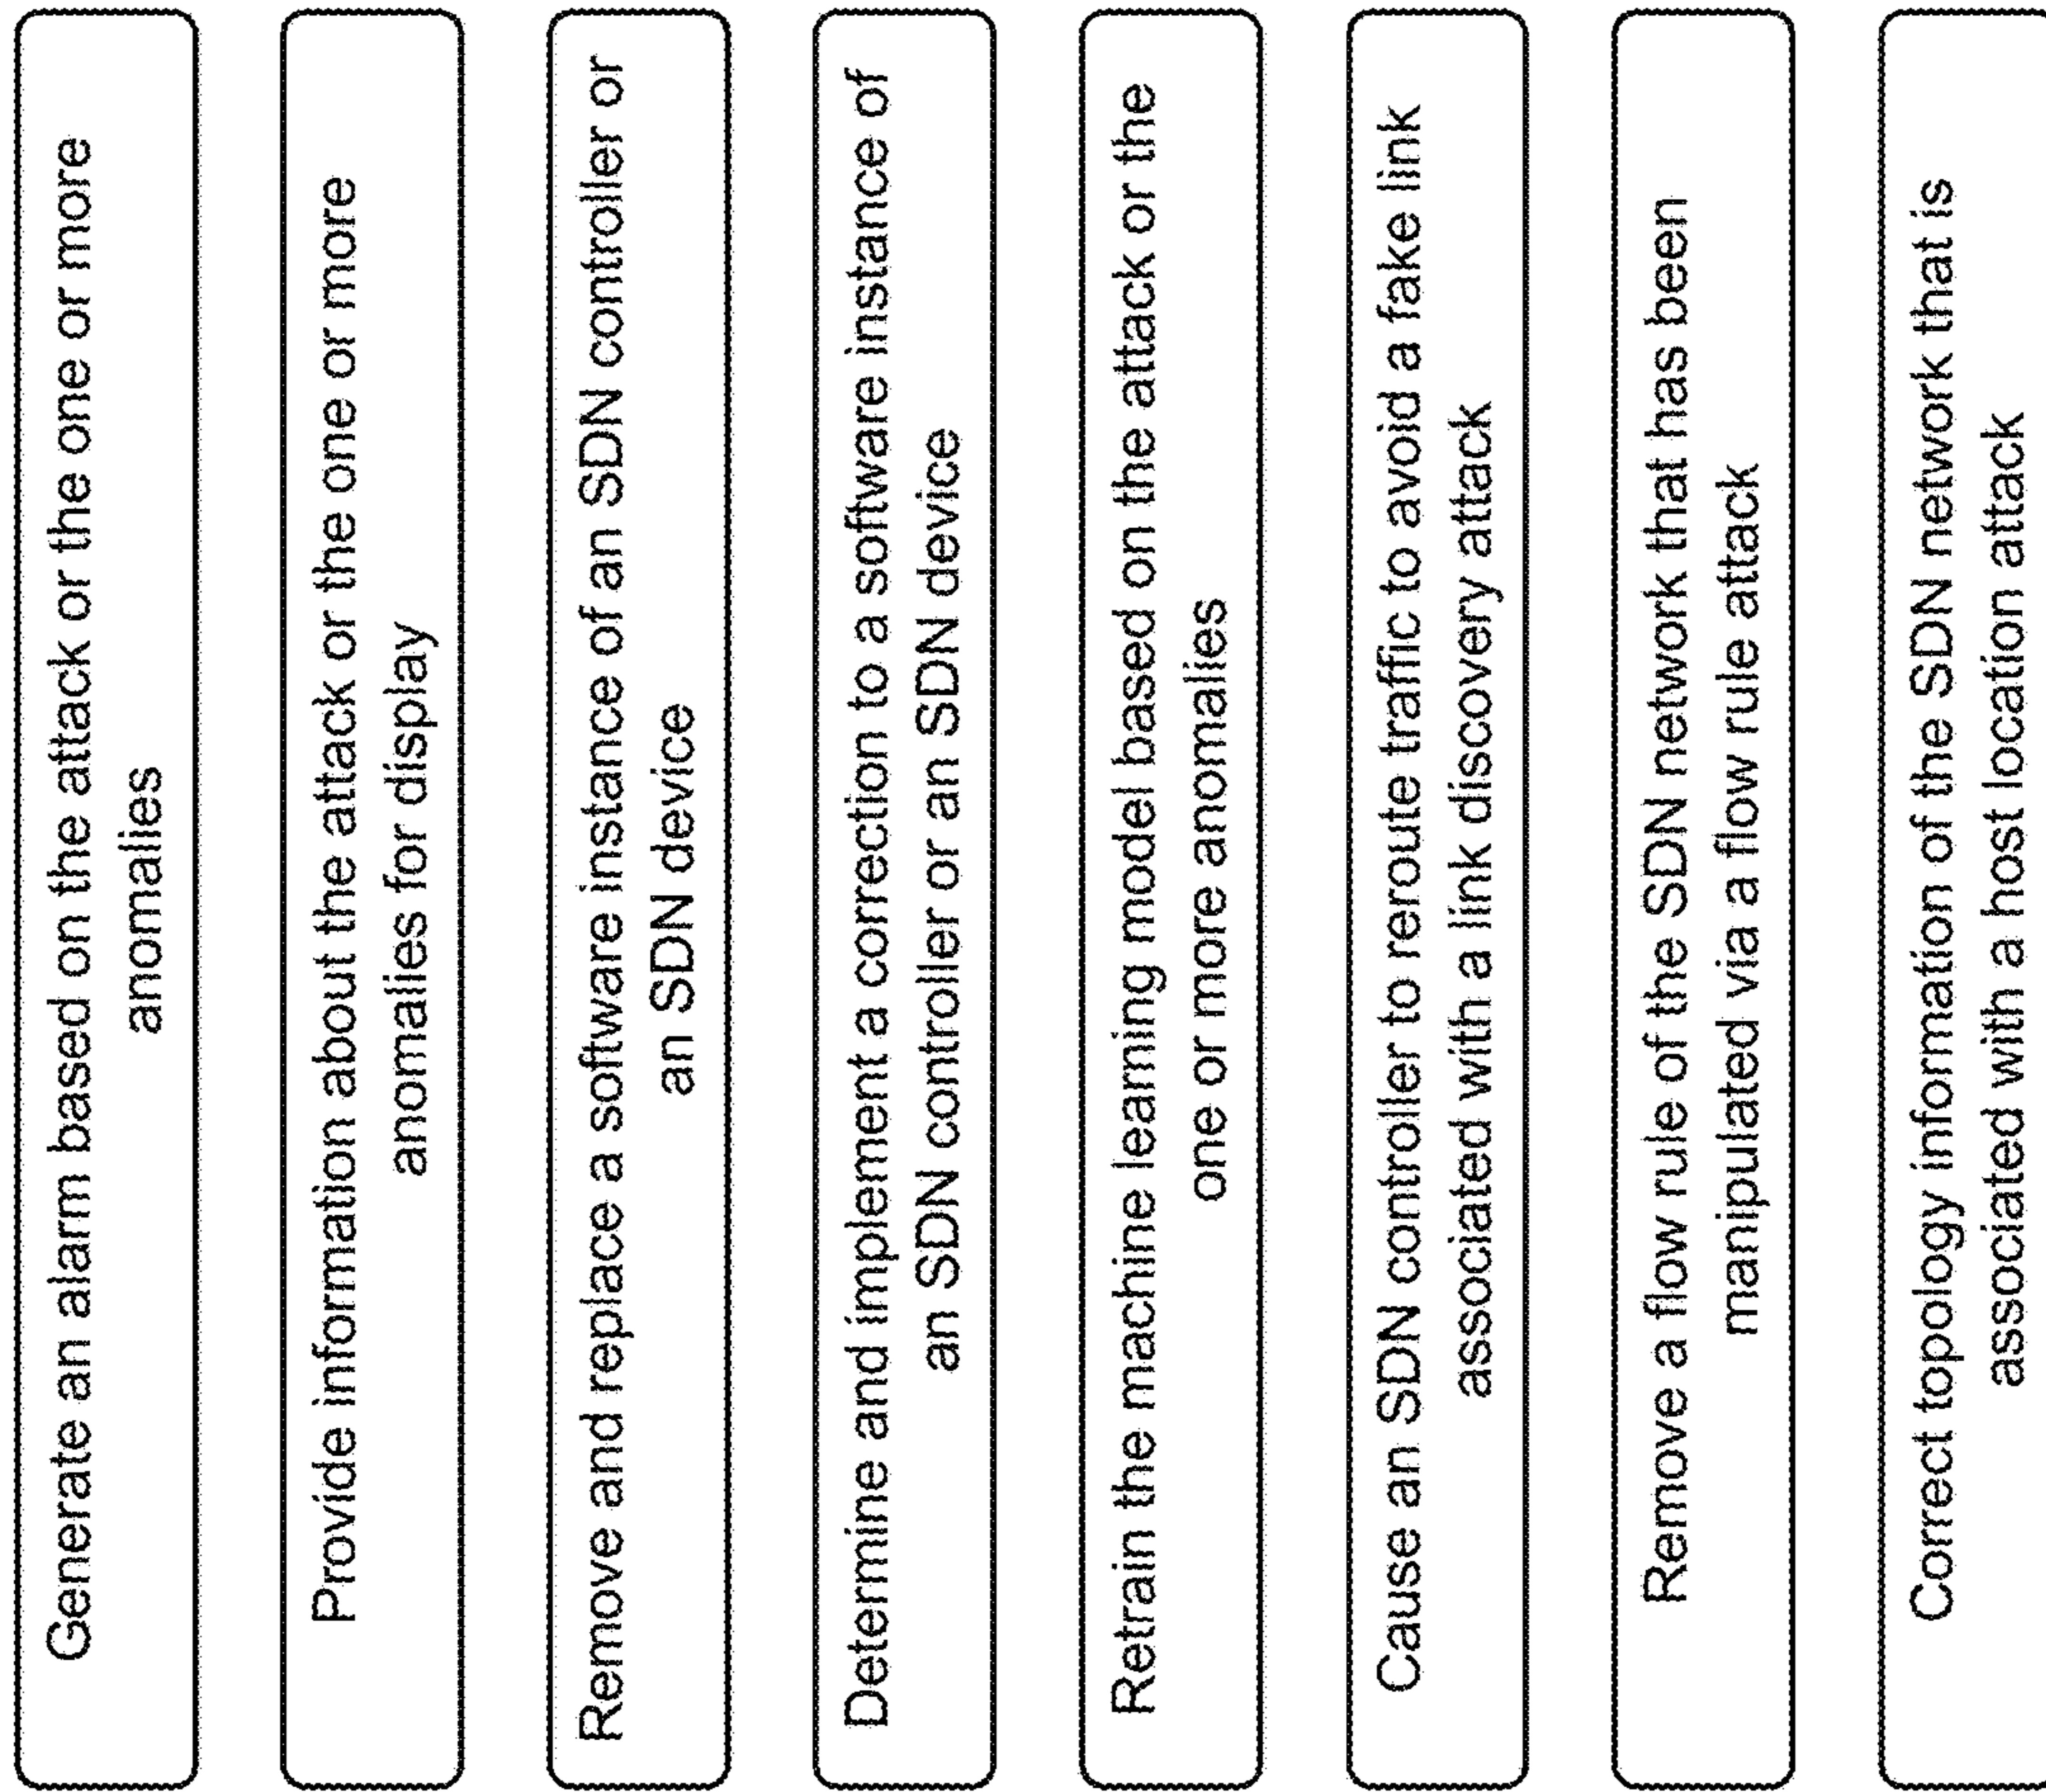 Generate an alarm based on the attack or the one or more
anomalies
Provide information about the attack or the one or more
anomalies for display
Remove and replace a software instance of an SDN controller or
an SDN device
Determine and implement a correction to a software instance of
an SDN controller or an SDN device
Retrain the machine learning model based on the attack or the
one or more anomalies
Cause an SDN controller to reroute traffic to avoid a fake link
associated with a link discovery attack
Remove a flow rule of the SDN network that has been
manipulated via a flow rule attack
Correct topology information of the SDN network that is
associated with a host location attack